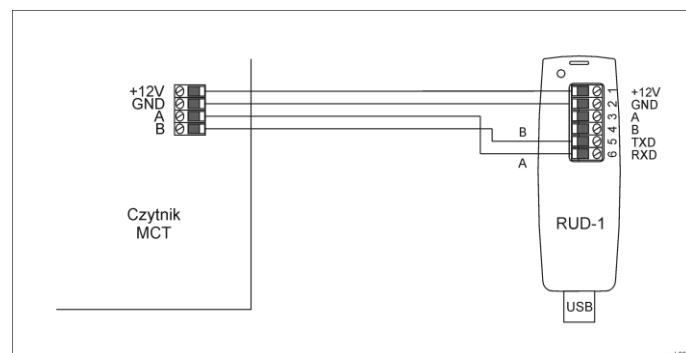 +12V
GND
A
B
Czytnik
MCT
B
A
1
2
3
4
5
6
+12V
GND
A
B
TXD
RXD
RUD-1
USB